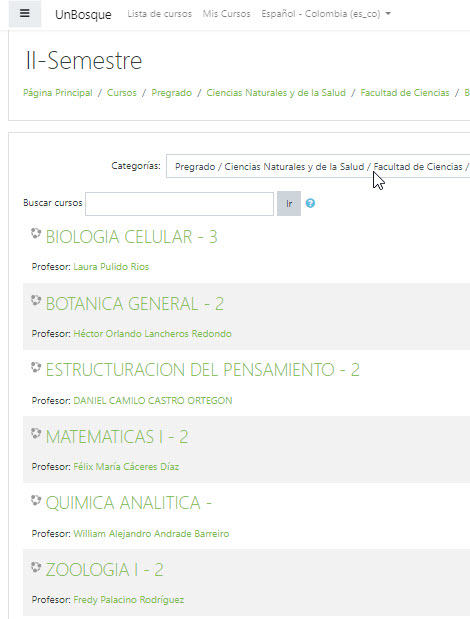 UnBosque Lista de cursos Mis Cursos Español - Colombia (es_co)
II-Semestre
Página Principal / Cursos / Pregrado / Ciencias Naturales y de la Salud / Facultad de Ciencias / B
Categorías: Pregrado / Ciencias Naturales y de la Salud / Facultad de Ciencias /
Buscar cursos Ir
BIOLOGIA CELULAR - 3
Profesor: Laura Pulido Rios
BOTANICA GENERAL - 2
Profesor: Héctor Orlando Lancheros Redondo
ESTRUCTURACION DEL PENSAMIENTO - 2
Profesor: DANIEL CAMILO CASTRO ORTEGON
MATEMATICAS I - 2
Profesor: Félix María Cáceres Díaz
QUIMICA ANALITICA -
Profesor: William Alejandro Andrade Barreiro
ZOOLOGIA I - 2
Profesor: Fredy Palacino Rodríguez